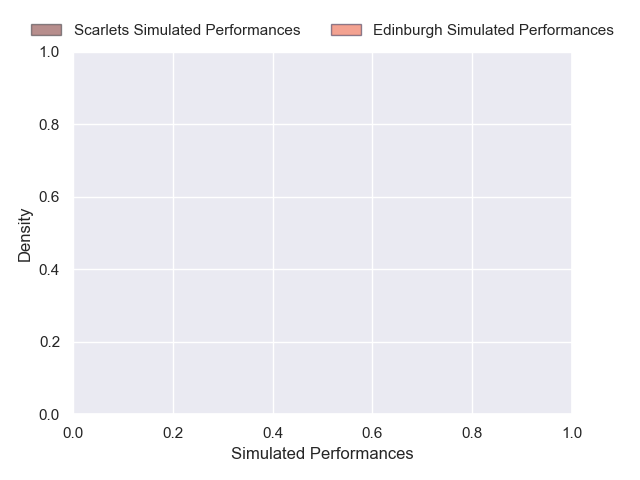 Scarlets Simulated Performances
Edinburgh Simulated Performances
1.0
0.8
0.6
0.4
0.2
0.0
Density
0.0 0.2 0.4 0.6 0.8 1.0
Simulated Performances